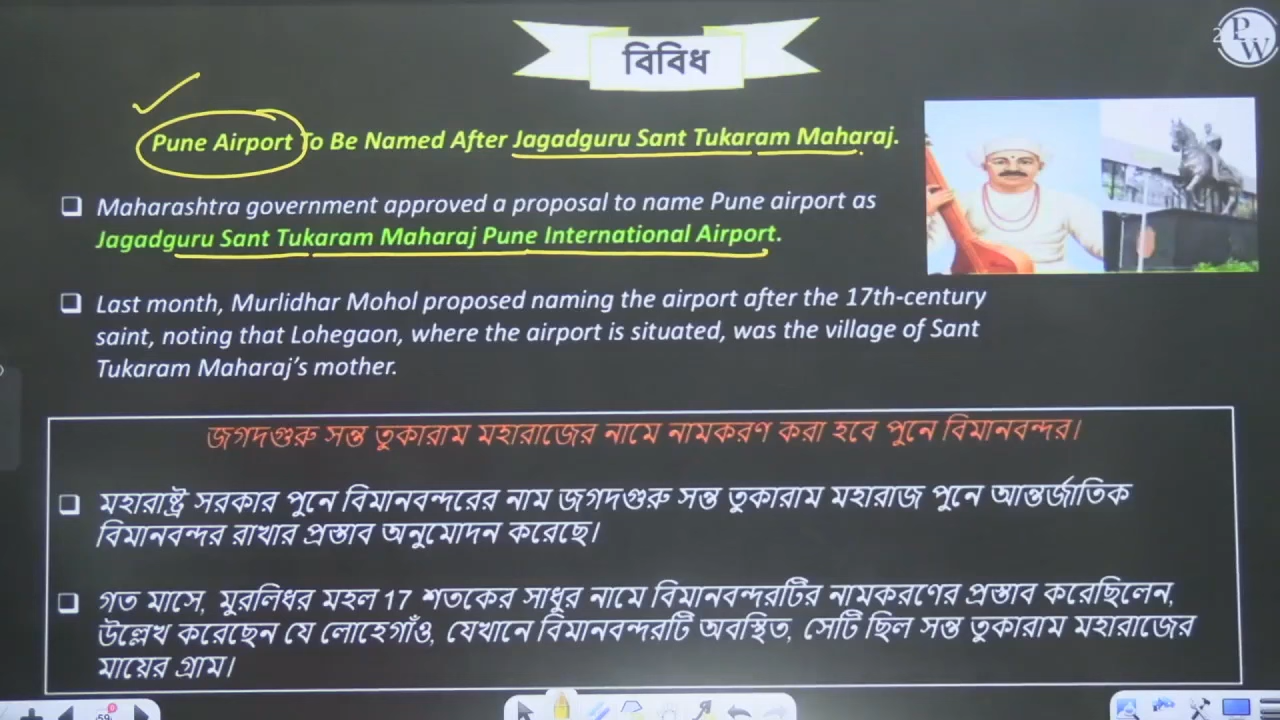 বিবিধ
PW
Pune Airport To Be Named After Jagadguru Sant Tukaram Maharaj.
Maharashtra government approved a proposal to name Pune airport as
Jagadguru Sant Tukaram Maharaj Pune International Airport.
Last month, Murlidhar Mohol proposed naming the airport after the 17th-century
saint, noting that Lohegaon, where the airport is situated, was the village of Sant
Tukaram Maharaj's mother.
জগদগুরু সন্ত তুকারাম মহারাজের নামে নামকরণ করা হবে পুনে বিমানবন্দর।
মহারাষ্ট্র সরকার পুনে বিমানবন্দরের নাম জগদগুরু সন্ত তুকারাম মহারাজ পুনে আন্তর্জাতিক
বিমানবন্দর রাখার প্রস্তাব অনুমোদন করেছে।
গত মাসে, মুরলিধর মহল 17 শতকের সাধুর নামে বিমানবন্দরটির নামকরণের প্রস্তাব করেছিলেন,
উল্লেখ করেছেন যে লোহেগাঁও, যেখানে বিমানবন্দরটি অবস্থিত, সেটি ছিল সন্ত তুকারাম মহারাজের
মায়ের গ্রাম।
59